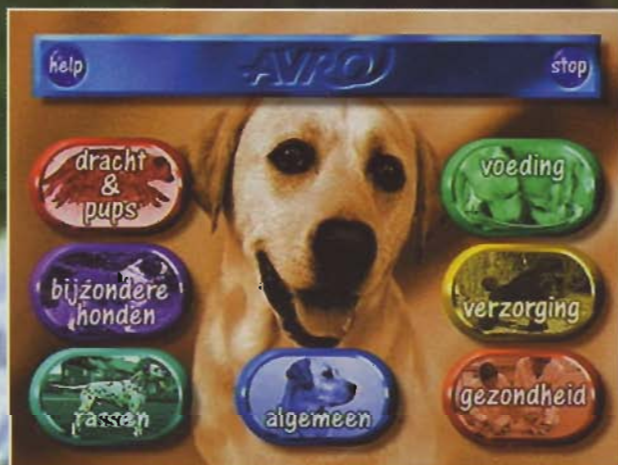 help
AVRO
stop
dracht
&
pups
voeding
bijzondere
honden
verzorging
rassen
algemeen
gezondheid